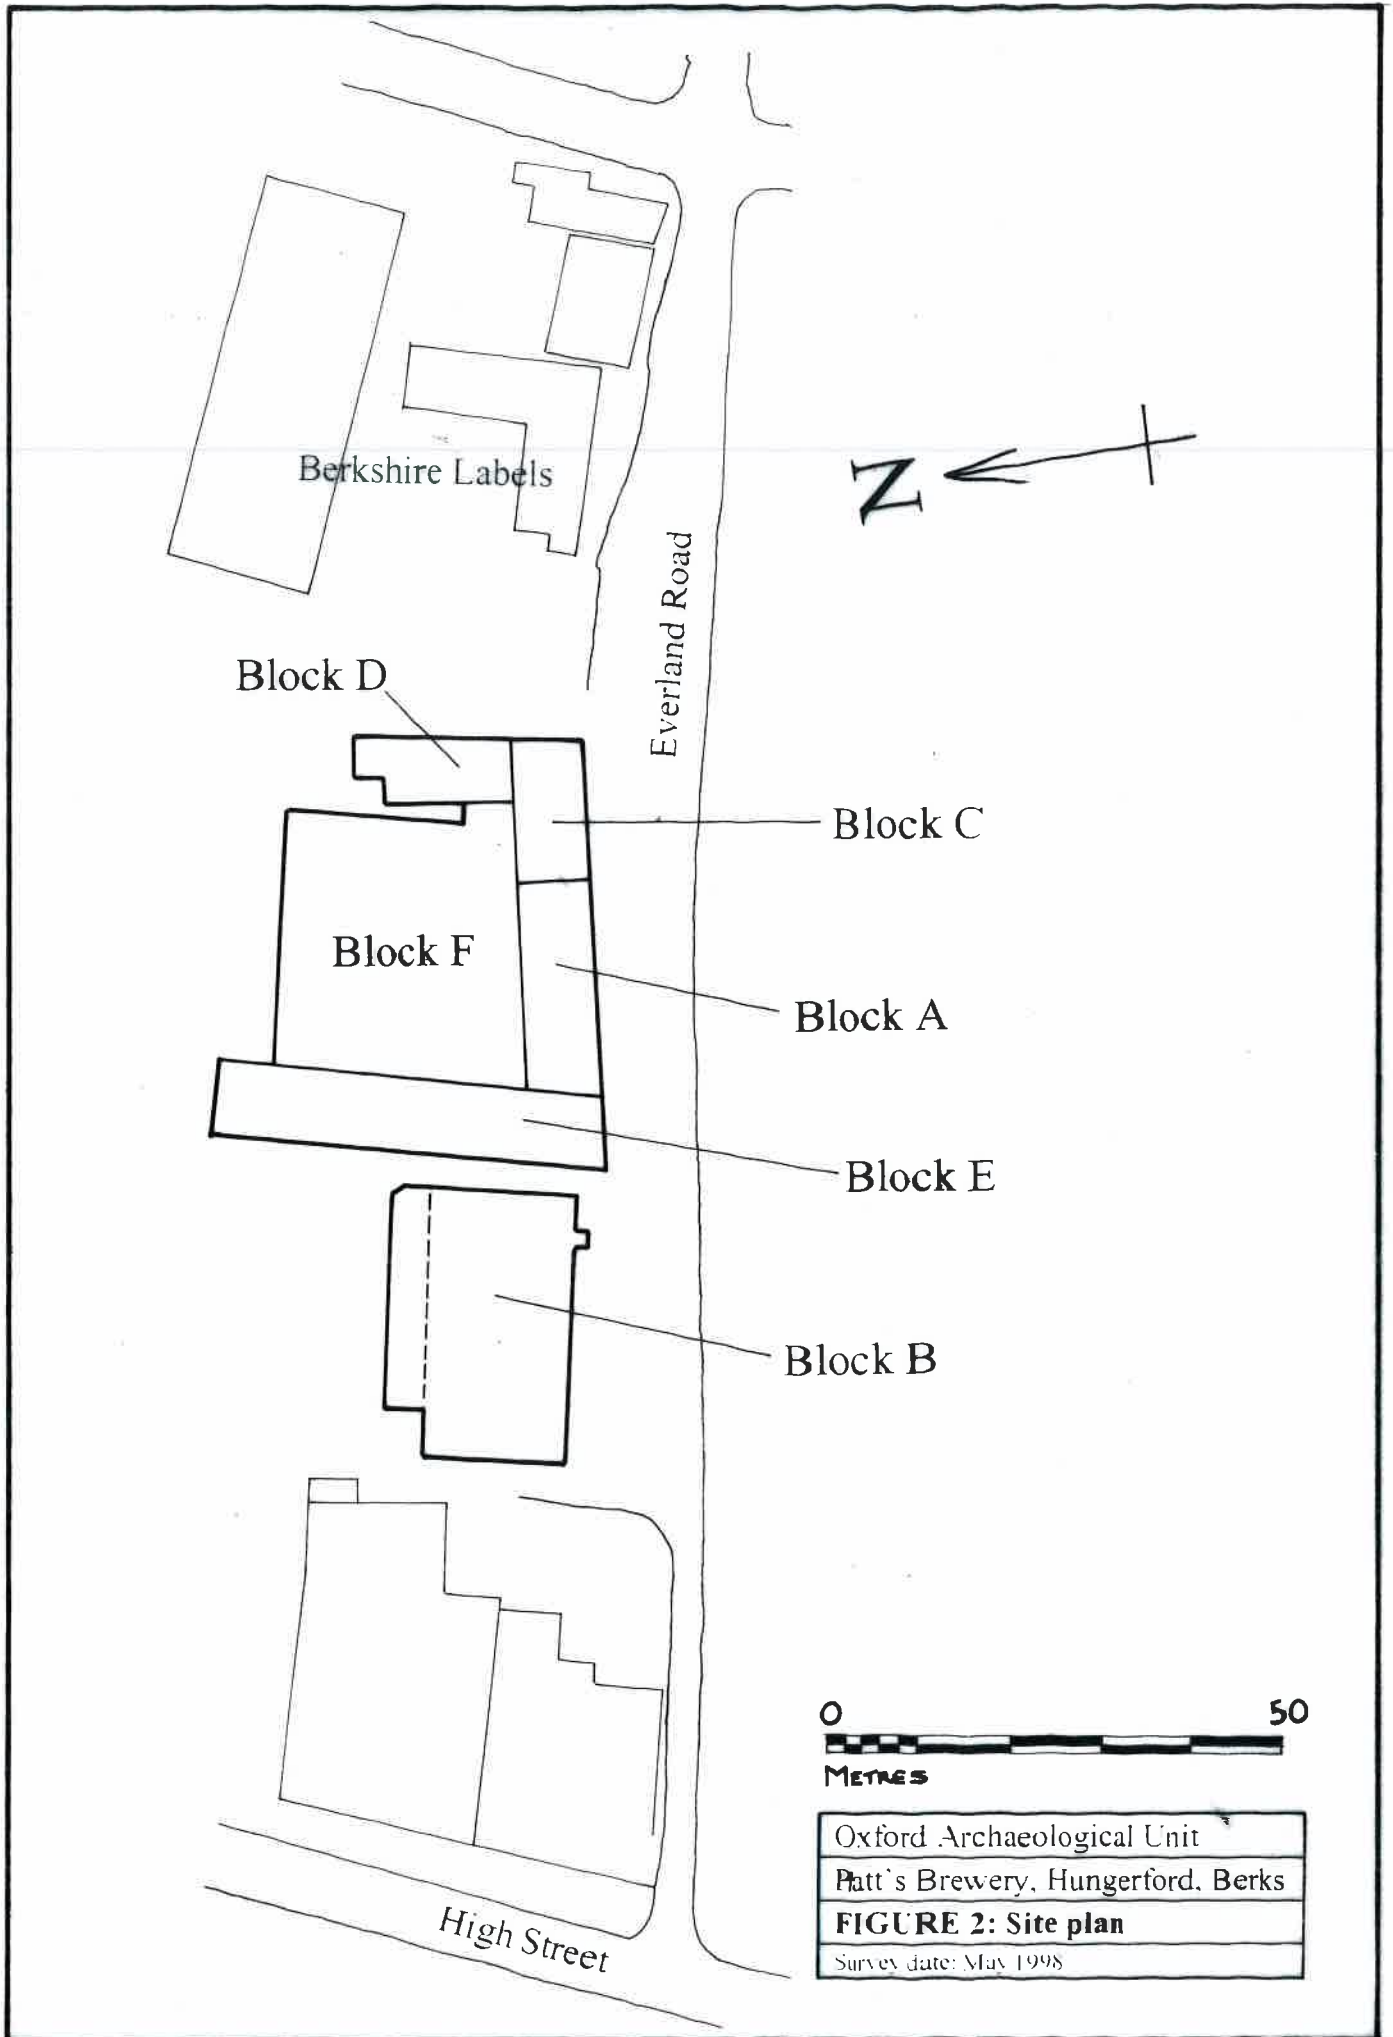 Berkshire Labels
N
Everland Road
Block D
Block C
Block F
Block A
Block E
Block B
High Street
0 50
METRES
Oxford Archaeological Unit
Platt's Brewery, Hungerford, Berks
FIGURE 2: Site plan
Survey date: May 1998